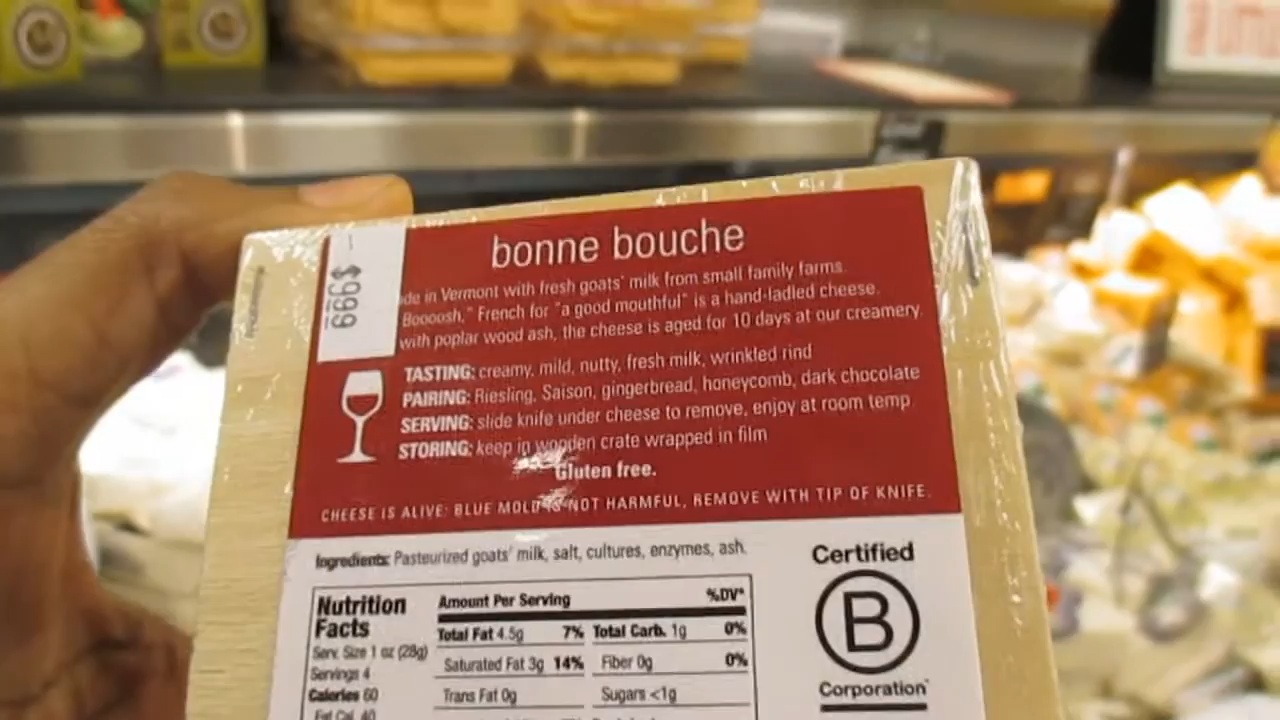 bonne bouche
$999
de in Vermont with fresh goats' milk from small family farms.
Boooosh," French for "a good mouthful" is a hand-ladled cheese.
with poplar wood ash, the cheese is aged for 10 days at our creamery.
TASTING: creamy, mild, nutty, fresh milk, wrinkled rind
PAIRING: Riesling, Saison, gingerbread, honeycomb, dark chocolate
SERVING: slide knife under cheese to remove, enjoy at room temp
STORING: keep in wooden crate wrapped in film
Gluten free.
CHEESE IS ALIVE: BLUE MOLD IS NOT HARMFUL, REMOVE WITH TIP OF KNIFE.
Ingredients: Pasteurized goats' milk, salt, cultures, enzymes, ash.
Certified
B
Corporation
Nutrition
Facts
Serv. Size 1 oz (28g)
Servings 4
Calories 60
Fat Cal. 40
Amount Per Serving %DV*
Total Fat 4.5g 7% Total Carb. 1g 0%
Saturated Fat 3g 14% Fiber 0g 0%
Trans Fat 0g Sugars <1g